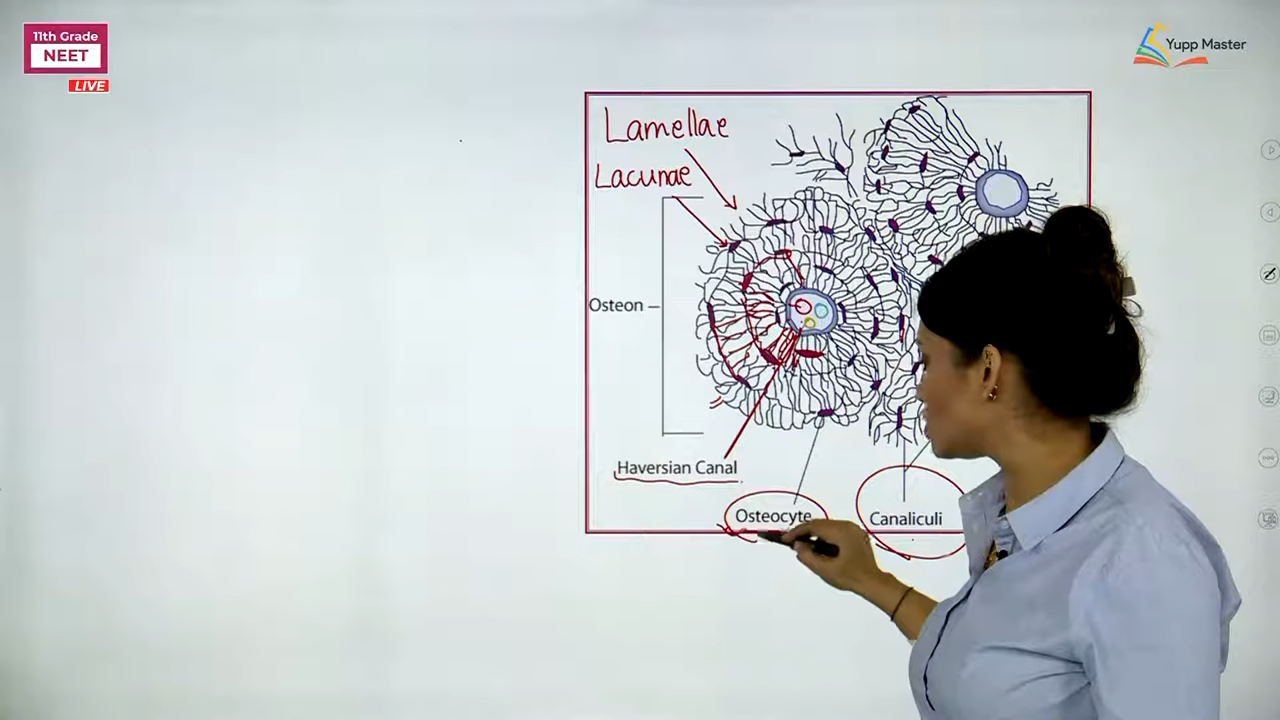 11th Grade
NEET
LIVE
Yupp Master
Lamellae
Lacunae
Osteon
Haversian Canal
Osteocyte
Canaliculi